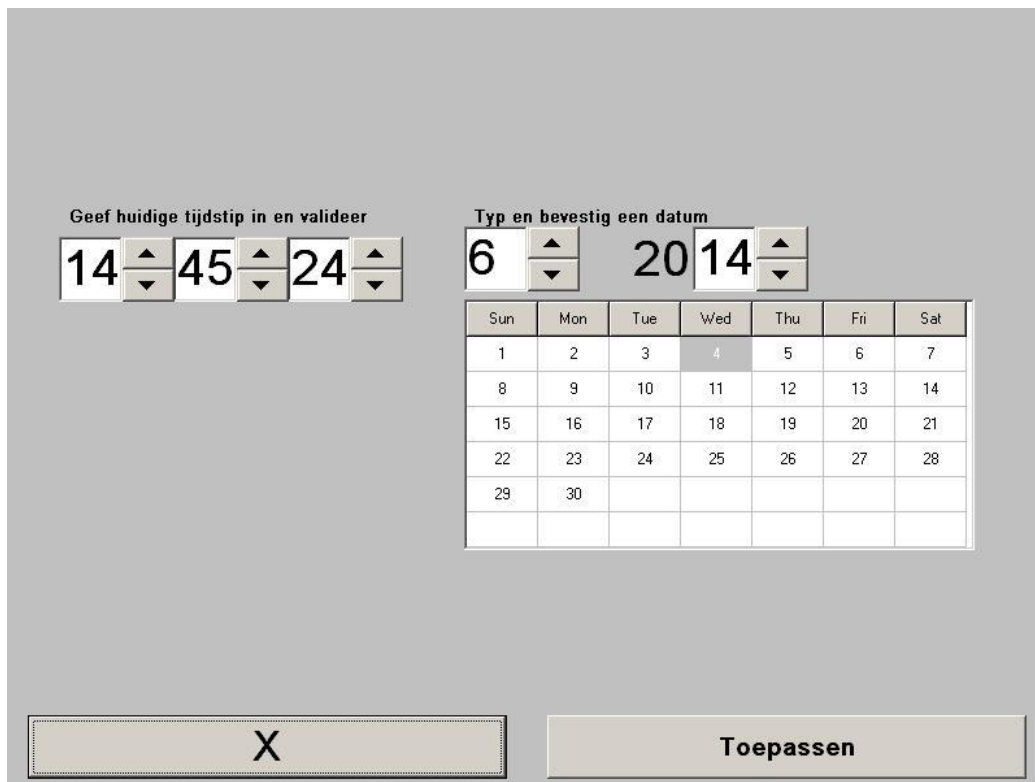 Geef huidige tijdstip in en valideer
14 45 24
Typ en bevestig een datum
6 20 14
Sun Mon Tue Wed Thu Fri Sat
1 2 3 4 5 6 7
8 9 10 11 12 13 14
15 16 17 18 19 20 21
22 23 24 25 26 27 28
29 30
X
Toepassen